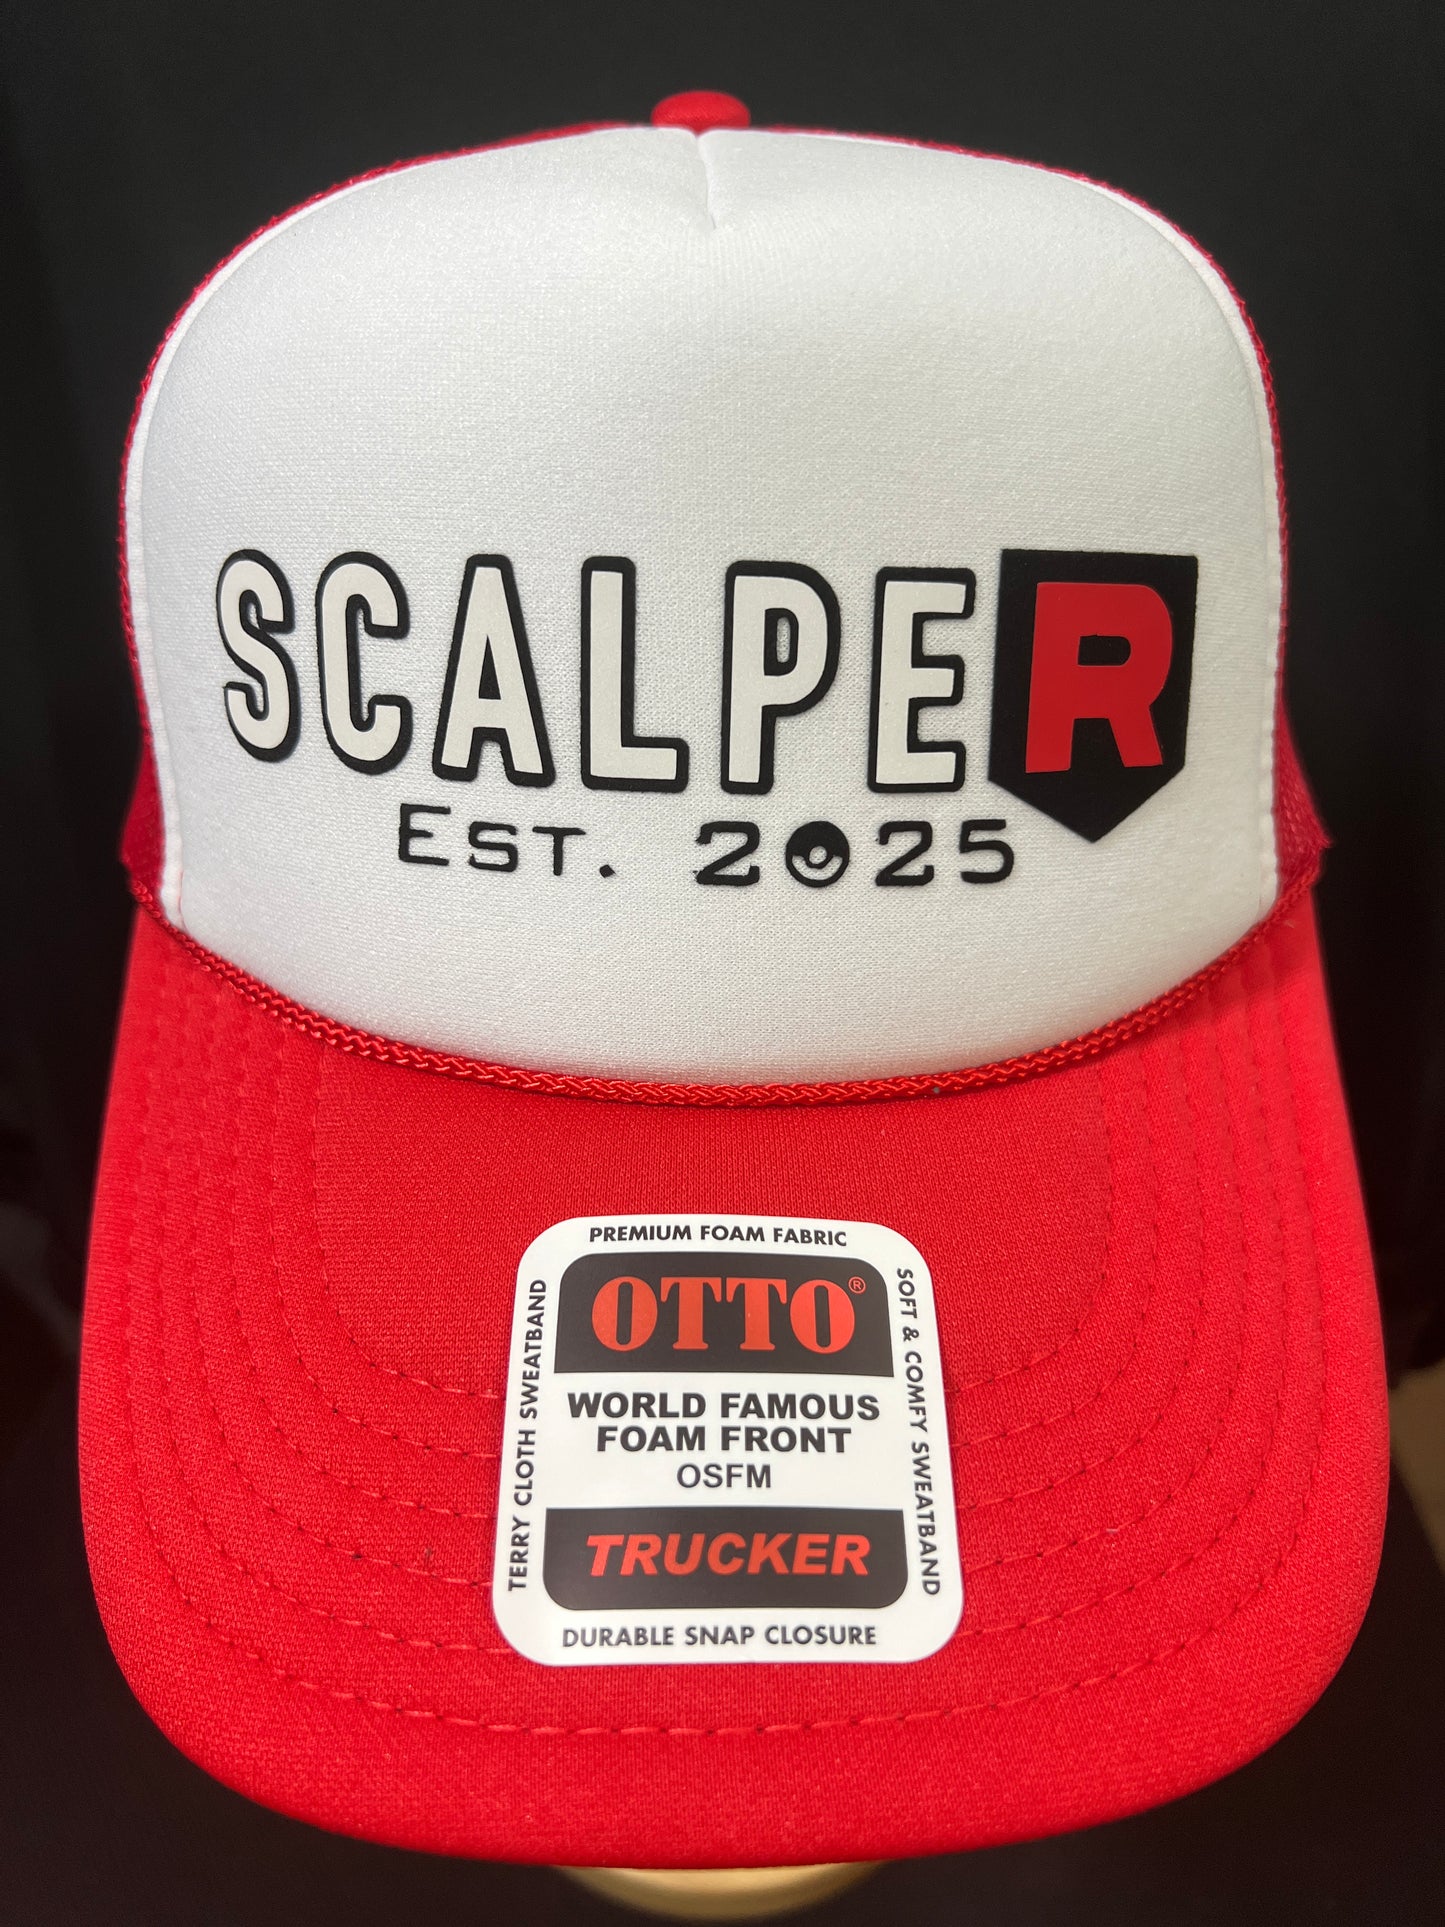 SCALPER
EST. 2025
PREMIUM FOAM FABRIC
OTTO®
WORLD FAMOUS
FOAM FRONT
OSFM
TRUCKER
DURABLE SNAP CLOSURE
TERRY CLOTH SWEATBAND
SOFT & COMFY SWEATBAND